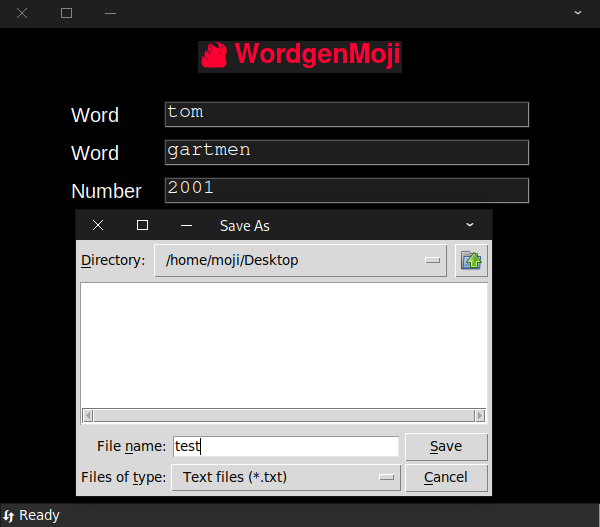 WordgenMoji
Word tom
Word gartmen
Number 2001
Save As
Directory: /home/moji/Desktop
File name: test Save
Files of type: Text files (*.txt) Cancel
Ready